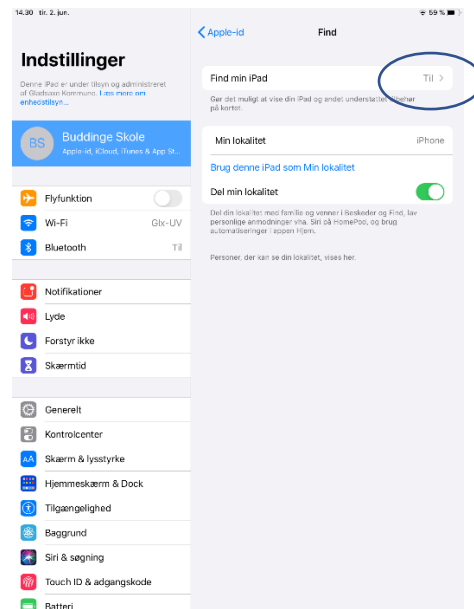 14.30 tir. 2. jun.
59 %
Indstillinger
Denne iPad er under tilsyn og administreret
af Gladsaxe Kommune. Læs mere om
enhedstilsyn...
BS
Buddinge Skole
Apple-id, iCloud, iTunes & App St...
Flyfunktion
Wi-Fi
Glx-UV
Bluetooth
Til
Notifikationer
Lyde
Forstyr ikke
Skærmtid
Generelt
Kontrolcenter
AA
Skærm & lysstyrke
Hjemmeskærm & Dock
Tilgængelighed
Baggrund
Siri & søgning
Touch ID & adgangskode
Batteri
Apple-id
Find
Find min iPad
Til
Gør det muligt at vise din iPad og andet understøttet tilbehør
på kortet.
Min lokalitet
iPhone
Brug denne iPad som Min lokalitet
Del min lokalitet
Del din lokalitet med familie og venner i Beskeder og Find, lav
personlige anmodninger vha. Siri på HomePod, og brug
automatiseringer i appen Hjem.
Personer, der kan se din lokalitet, vises her.